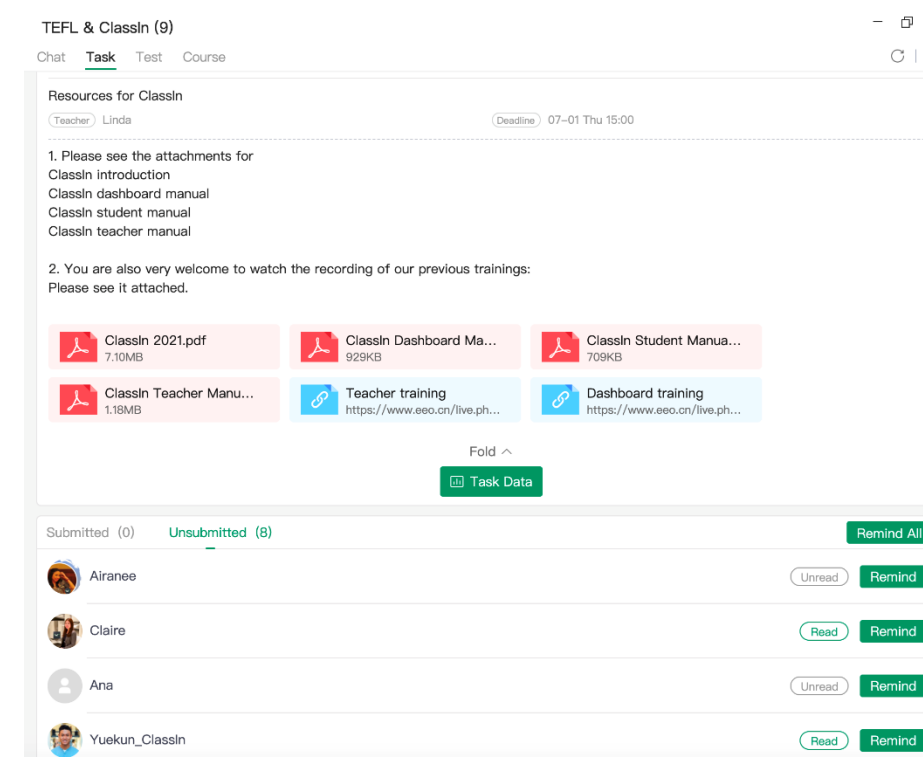 TEFL & ClassIn (9)
Chat Task Test Course
Resources for ClassIn
Teacher Linda Deadline 07-01 Thu 15:00
1. Please see the attachments for
ClassIn introduction
ClassIn dashboard manual
ClassIn student manual
ClassIn teacher manual
2. You are also very welcome to watch the recording of our previous trainings:
Please see it attached.
ClassIn 2021.pdf ClassIn Dashboard Ma... ClassIn Student Manua...
7.10MB 929KB 709KB
ClassIn Teacher Manu... Teacher training Dashboard training
1.18MB https://www.eeo.cn/live.ph... https://www.eeo.cn/live.ph...
Fold
Task Data
Submitted (0) Unsubmitted (8) Remind All
Airanee Unread Remind
Claire Read Remind
Ana Unread Remind
Yuekun_ClassIn Read Remind